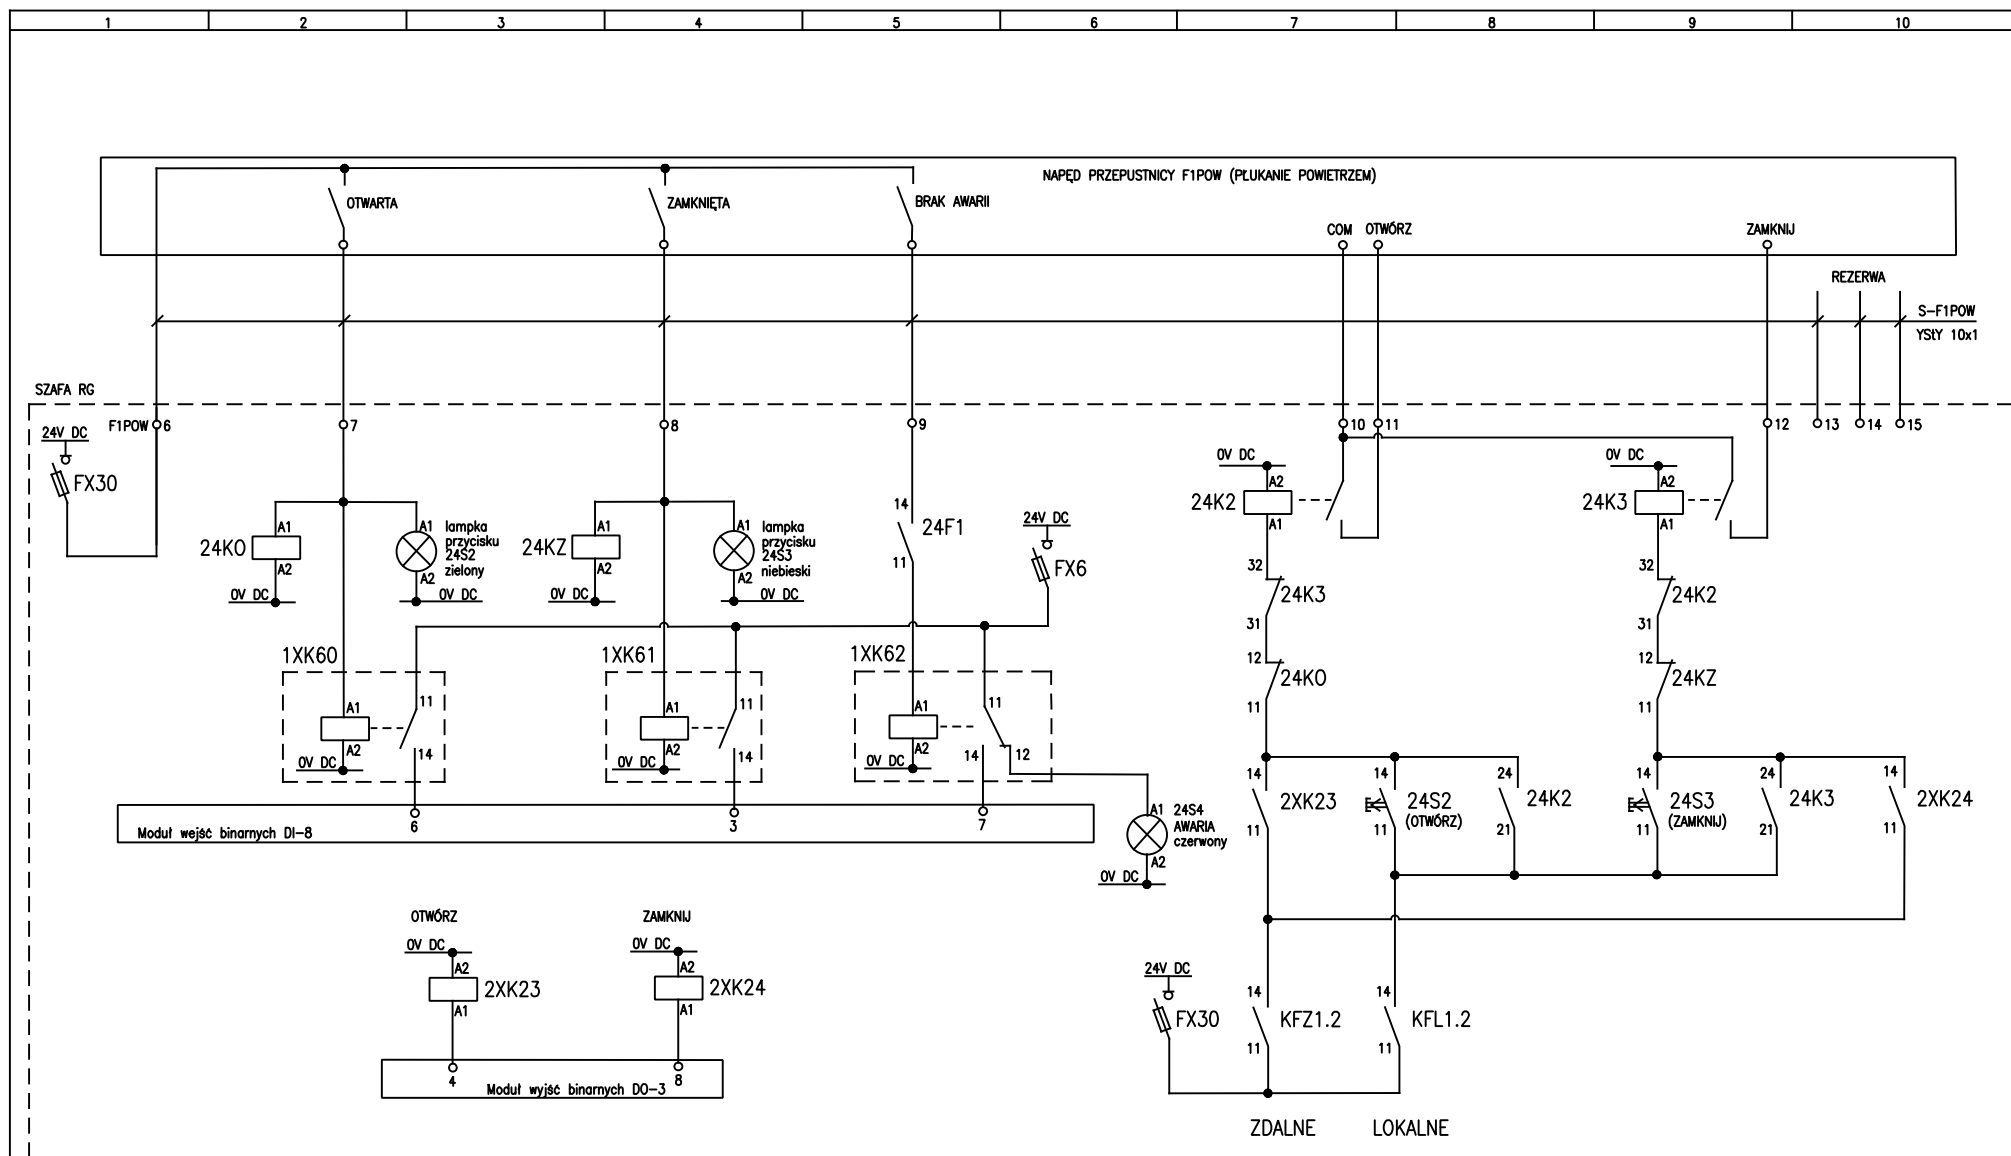 1 2 3 4 5 6 7 8 9 10
NAPĘD PRZEPUSTNICY F1POW (PŁUKANIE POWIETRZEM)
OTWARTA
ZAMKNIĘTA
BRAK AWARII
COM OTWÓRZ
ZAMKNIJ
REZERWA
S-F1POW
YStY 10x1
SZAFA RG
F1POW 6 7 8 9 10 11 12 13 14 15
24V DC
FX30
24KO
A1
A2
0V DC
A1
A2
0V DC
lampka
przycisku
24S2
zielony
24KZ
A1
A2
0V DC
A1
A2
0V DC
lampka
przycisku
24S3
niebieski
14
24F1
11
24V DC
FX6
1XK60
A1
A2
0V DC
11
14
1XK61
A1
A2
0V DC
11
14
1XK62
A1
A2
0V DC
11
14
12
Moduł wejść binarnych DI-8
6
3
7
A1
A2
0V DC
24S4
AWARIA
czerwony
0V DC
A2
24K2
A1
32
24K3
31
12
24KO
11
0V DC
A2
24K3
A1
32
24K2
31
12
24KZ
11
14
2XK23
11
14
24S2
(OTWÓRZ)
11
24
24K2
21
14
24S3
(ZAMKNIJ)
11
24
24K3
21
14
2XK24
11
OTWÓRZ
0V DC
A2
2XK23
A1
ZAMKNIJ
0V DC
A2
2XK24
A1
4
8
Moduł wyjść binarnych DO-3
24V DC
FX30
14
KFZ1.2
11
14
KFL1.2
11
ZDALNE
LOKALNE